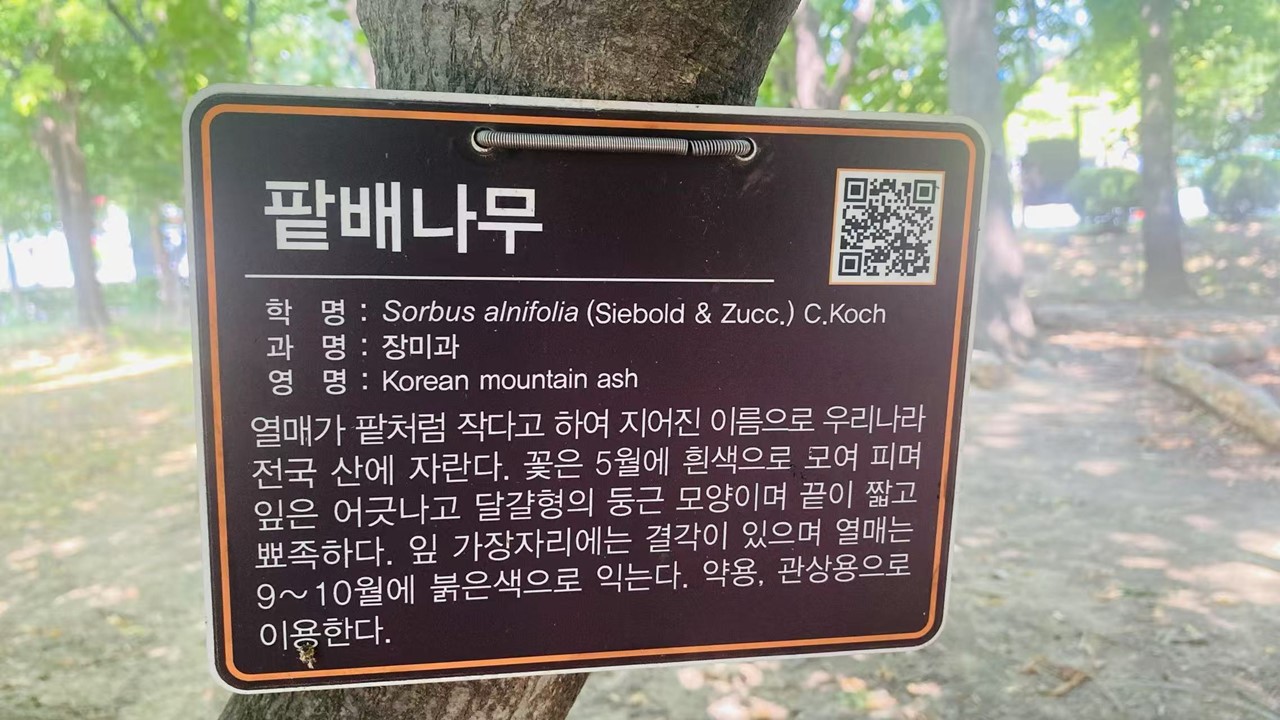 팥배나무
학 명 : Sorbus alnifolia (Siebold & Zucc.) C.Koch
과 명 : 장미과
영 명 : Korean mountain ash
열매가 팥처럼 작다고 하여 지어진 이름으로 우리나라
전국 산에 자란다. 꽃은 5월에 흰색으로 모여 피며
잎은 어긋나고 달걀형의 둥근 모양이며 끝이 짧고
뾰족하다. 잎 가장자리에는 결각이 있으며 열매는
9～10월에 붉은색으로 익는다. 약용, 관상용으로
이용한다.